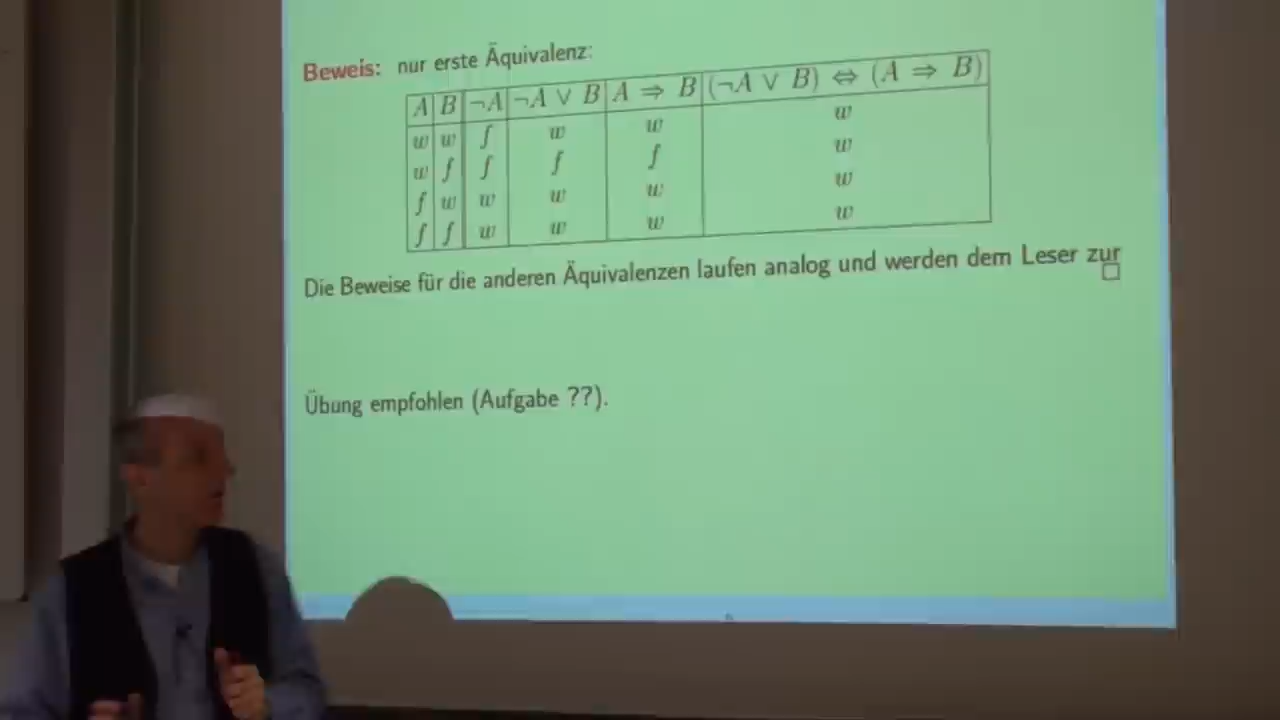 Beweis: nur erste Äquivalenz:
A B ¬A ¬A ∨ B A ⇒ B (¬A ∨ B) ⇔ (A ⇒ B)
w w f w w w
w f f f f w
f w w w w w
f f w w w w
Die Beweise für die anderen Äquivalenzen laufen analog und werden dem Leser zur
Übung empfohlen (Aufgabe ??).